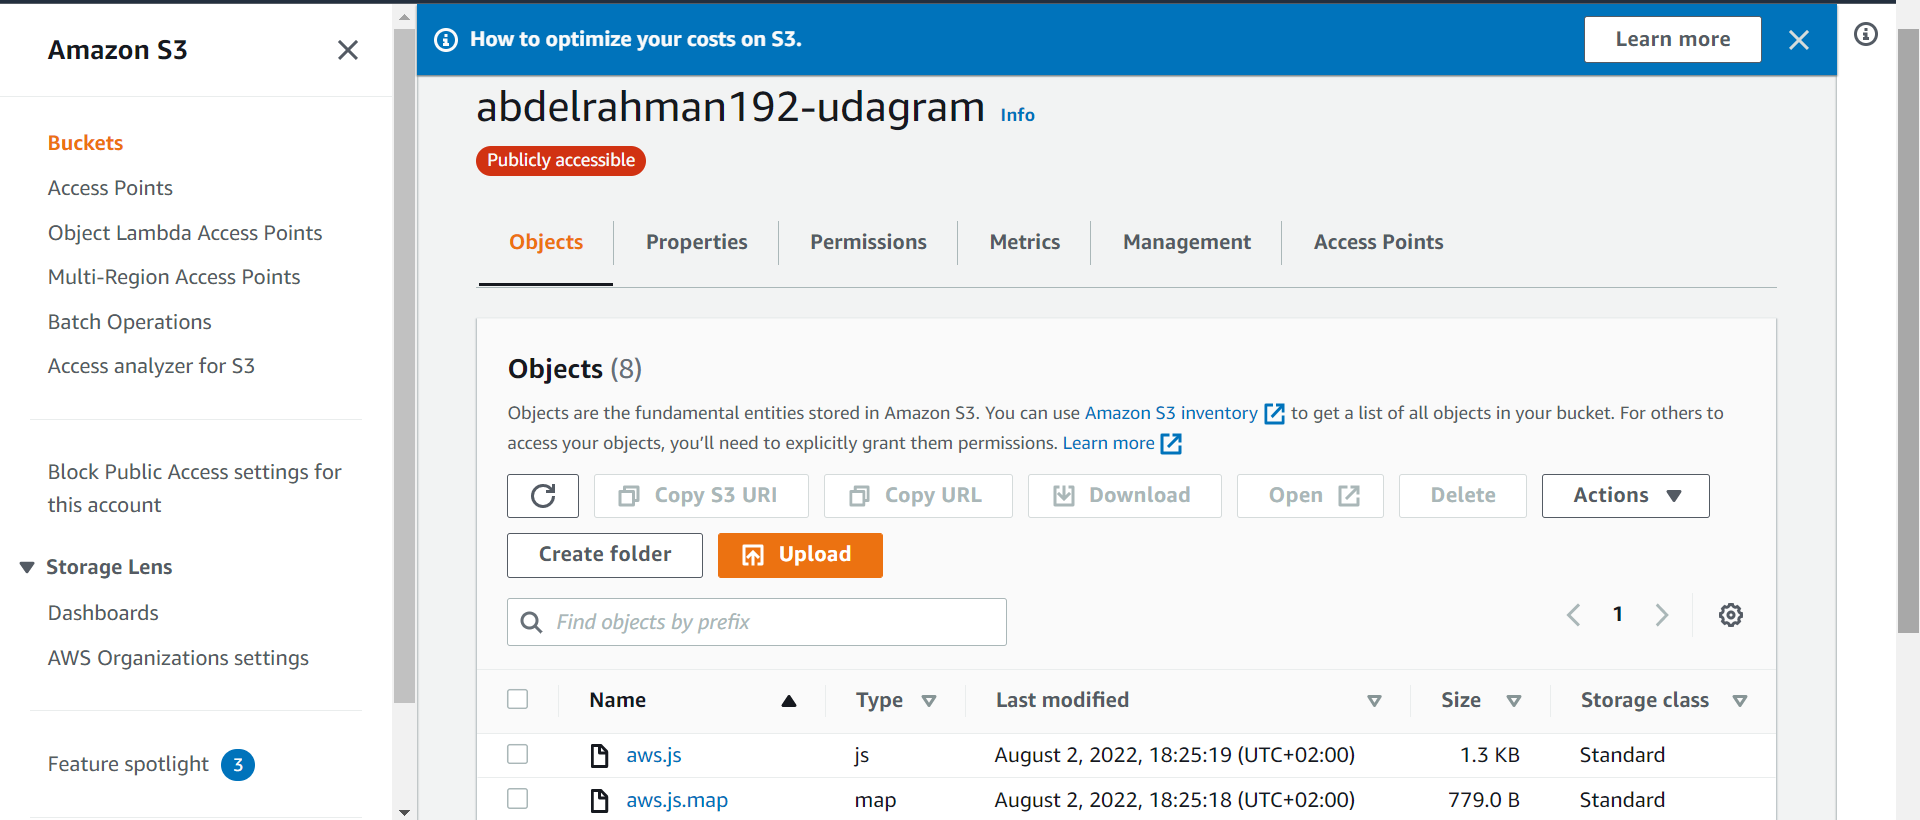 Amazon S3
Buckets
Access Points
Object Lambda Access Points
Multi-Region Access Points
Batch Operations
Access analyzer for S3
Block Public Access settings for
this account
Storage Lens
Dashboards
AWS Organizations settings
Feature spotlight 3
How to optimize your costs on S3.
Learn more
abdelrahman192-udagram Info
Publicly accessible
Objects Properties Permissions Metrics Management Access Points
Objects (8)
Objects are the fundamental entities stored in Amazon S3. You can use Amazon S3 inventory to get a list of all objects in your bucket. For others to
access your objects, you’ll need to explicitly grant them permissions. Learn more
Copy S3 URI Copy URL Download Open Delete Actions
Create folder Upload
Find objects by prefix
1
Name Type Last modified Size Storage class
aws.js js August 2, 2022, 18:25:19 (UTC+02:00) 1.3 KB Standard
aws.js.map map August 2, 2022, 18:25:18 (UTC+02:00) 779.0 B Standard